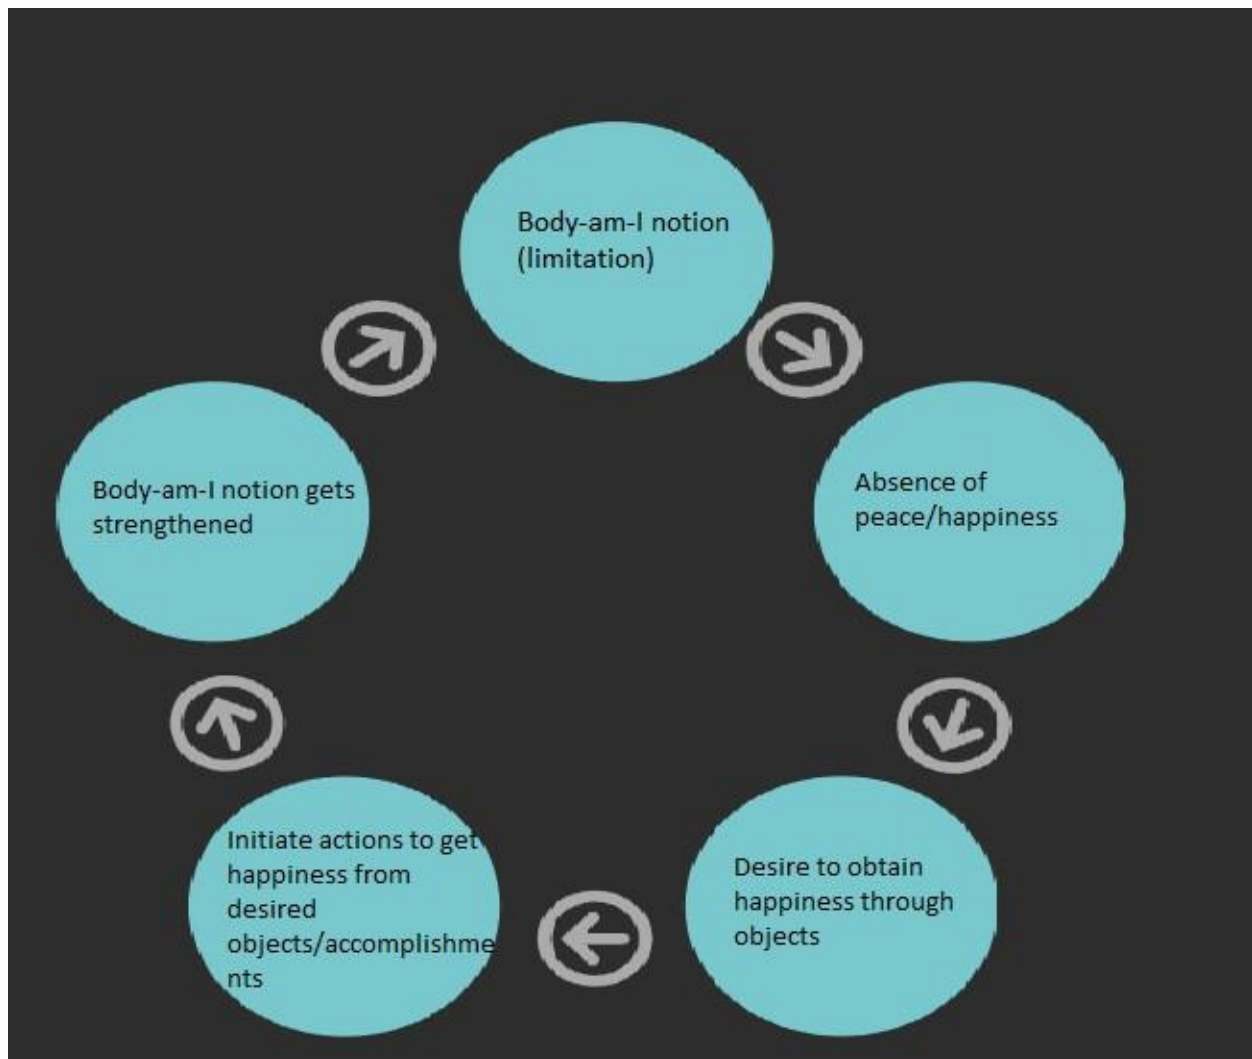 Body-am-I notion
(limitation)
Absence of
peace/happiness
Desire to obtain
happiness through
objects
Initiate actions to get
happiness from
desired
objects/accomplishme
nts
Body-am-I notion gets
strengthened